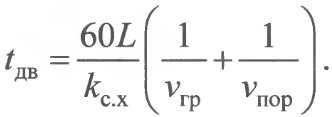 t_дв = 60L / k_с.х (1 / v_гр + 1 / v_пор).